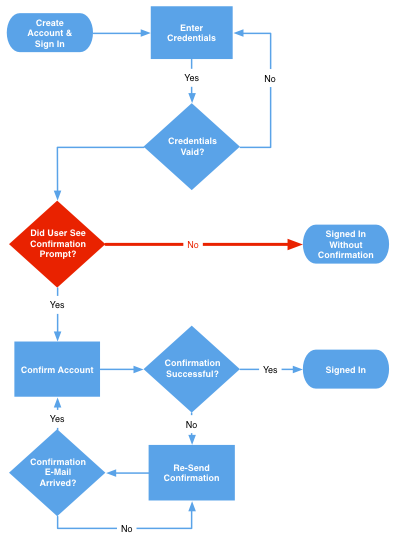 Create
Account &
Sign In
Enter
Credentials
Yes
No
Credentials
Vaid?
Did User See
Confirmation
Prompt?
No
Signed In
Without
Confirmation
Yes
Confirm Account
Confirmation
Successful?
Yes
Signed In
Yes
No
Confirmation
E-Mail
Arrived?
Re-Send
Confirmation
No